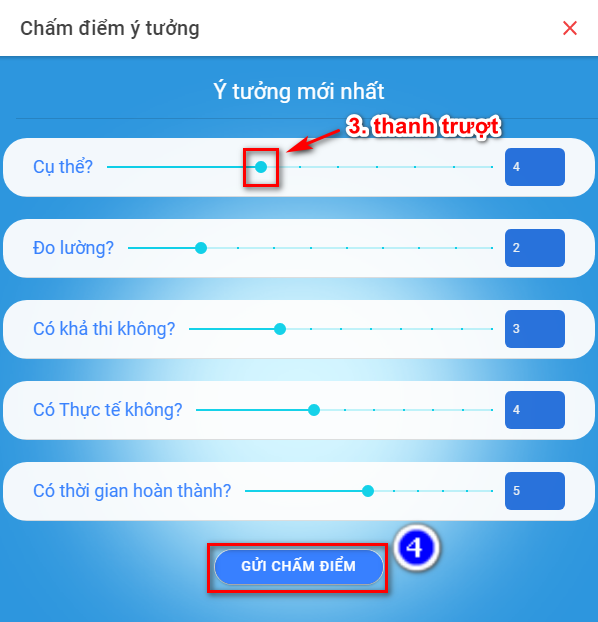 Chấm điểm ý tưởng
Ý tưởng mới nhất
3. thanh trượt
Cụ thể? 4
Đo lường? 2
Có khả thi không? 3
Có Thực tế không? 4
Có thời gian hoàn thành? 5
GỬI CHẤM ĐIỂM 4